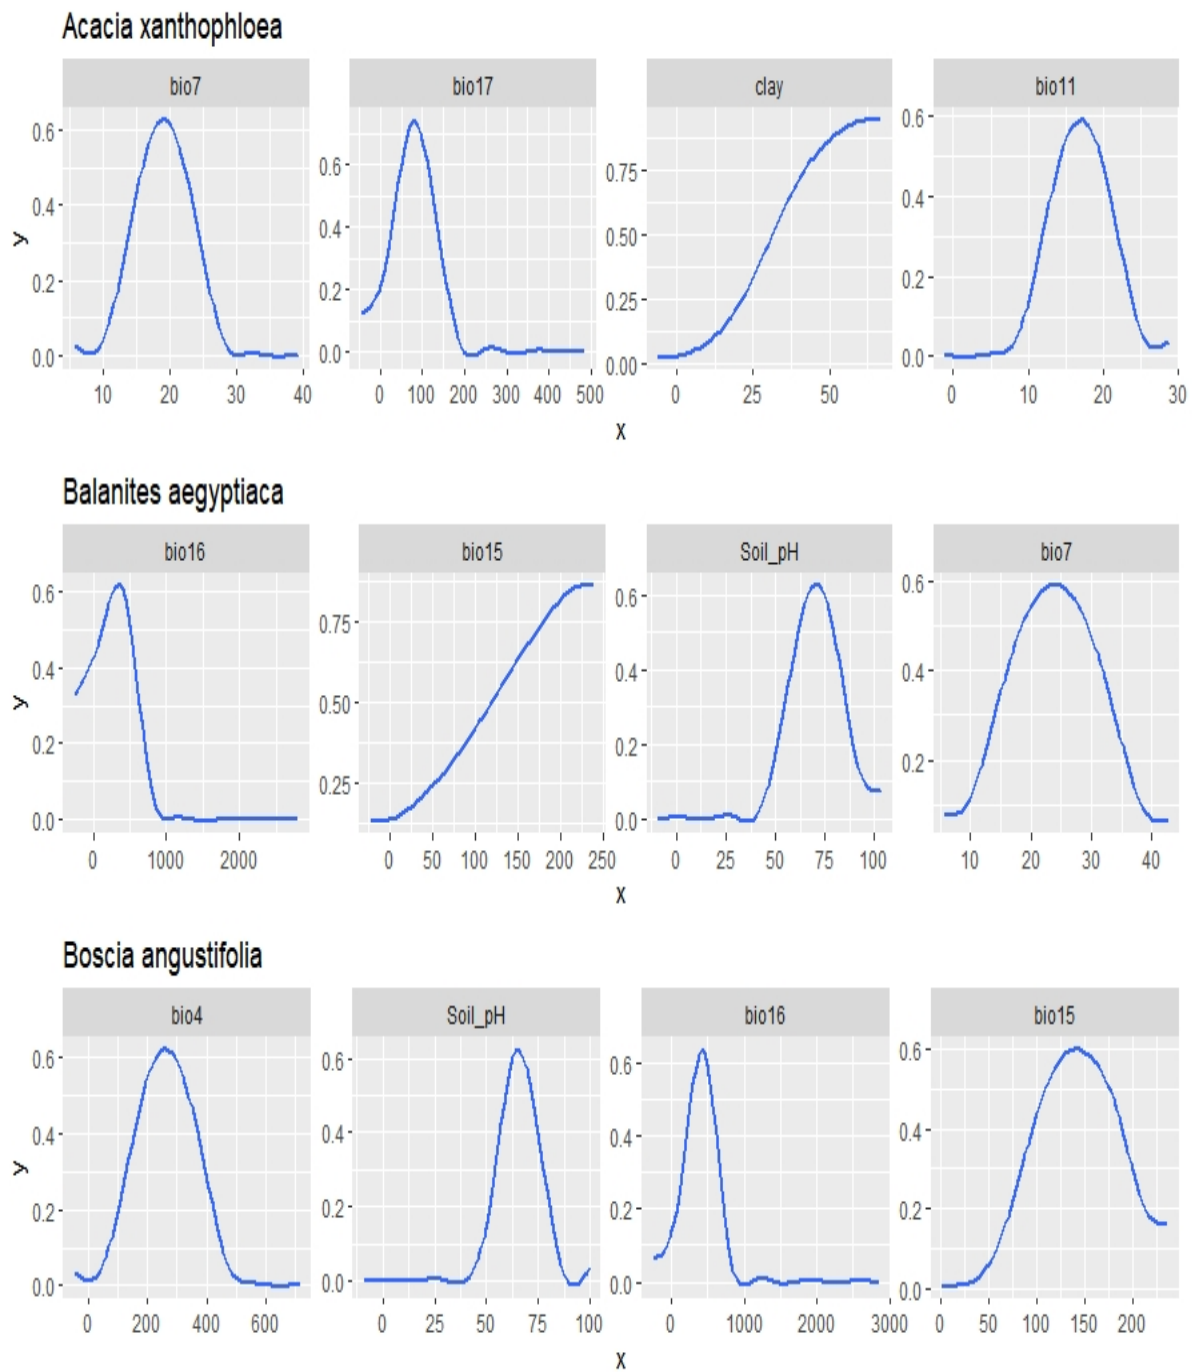 Acacia xanthophloea
bio7 bio17 clay bio11
0.6 0.4 0.2 0.0
0.6 0.4 0.2 0.0
0.75 0.50 0.25 0.00
0.6 0.4 0.2 0.0
y
10 20 30 40 0 100 200 300 400 500 0 25 50 0 10 20 30
x
Balanites aegyptiaca
bio16 bio15 Soil_pH bio7
0.6 0.4 0.2 0.0
0.75 0.50 0.25
0.6 0.4 0.2 0.0
0.6 0.4 0.2
y
0 1000 2000 0 50 100 150 200 250 0 25 50 75 100 10 20 30 40
x
Boscia angustifolia
bio4 Soil_pH bio16 bio15
0.6 0.4 0.2 0.0
0.6 0.4 0.2 0.0
0.6 0.4 0.2 0.0
0.6 0.4 0.2 0.0
y
0 200 400 600 0 25 50 75 100 0 1000 2000 3000 0 50 100 150 200
x